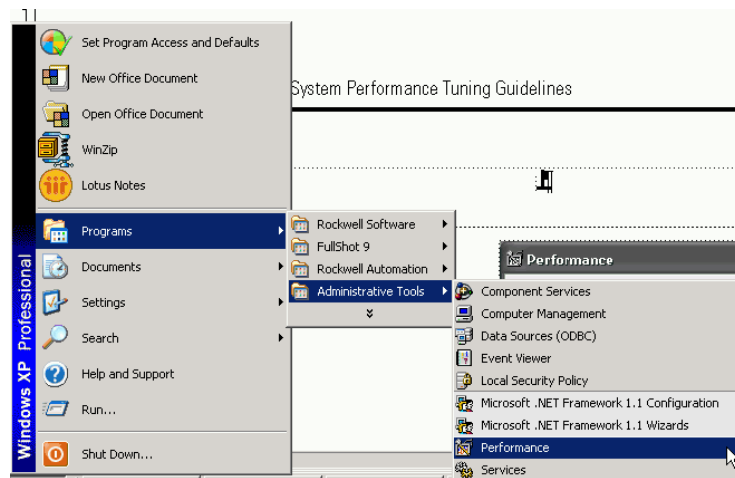 Set Program Access and Defaults
New Office Document
System Performance Tuning Guidelines
Open Office Document
WinZip
Lotus Notes
Programs
Documents
Settings
Search
Help and Support
Run...
Shut Down...
Windows XP Professional
Rockwell Software
FullShot 9
Rockwell Automation
Administrative Tools
Performance
Component Services
Computer Management
Data Sources (ODBC)
Event Viewer
Local Security Policy
Microsoft .NET Framework 1.1 Configuration
Microsoft .NET Framework 1.1 Wizards
Performance
Services